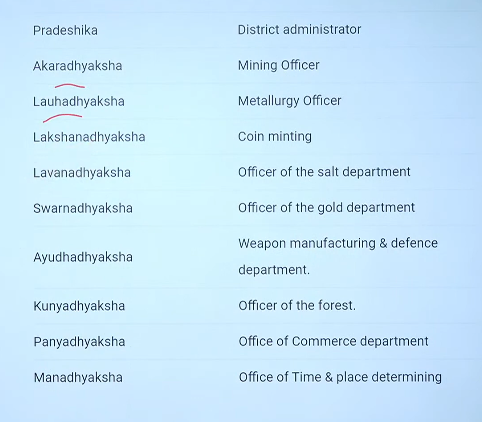 Pradeshika District administrator
Akaradhyaksha Mining Officer
Lauhadhyaksha Metallurgy Officer
Lakshanadhyaksha Coin minting
Lavanadhyaksha Officer of the salt department
Swarnadhyaksha Officer of the gold department
Ayudhadhyaksha Weapon manufacturing & defence
department.
Kunyadhyaksha Officer of the forest.
Panyadhyaksha Office of Commerce department
Manadhyaksha Office of Time & place determining